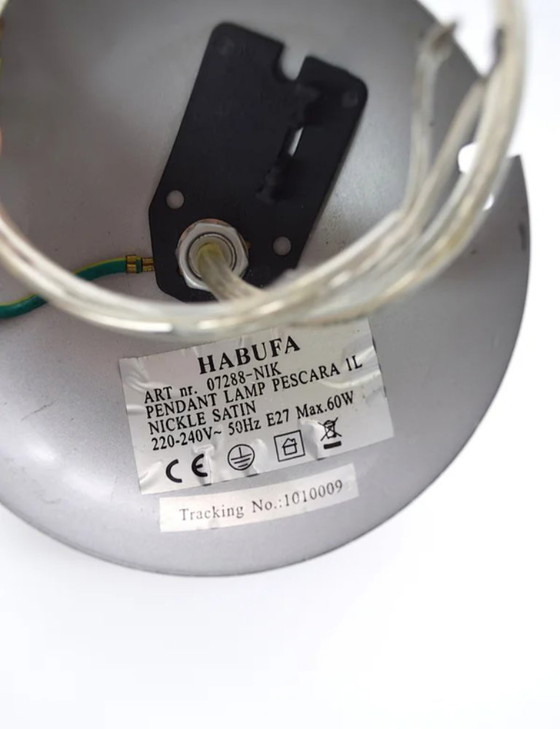 HABUFA
ART nr. 07288-NIK
PENDANT LAMP PESCARA 1L
NICKLE SATIN
220-240V~ 50Hz E27 Max.60W
CE
Tracking No.:1010009